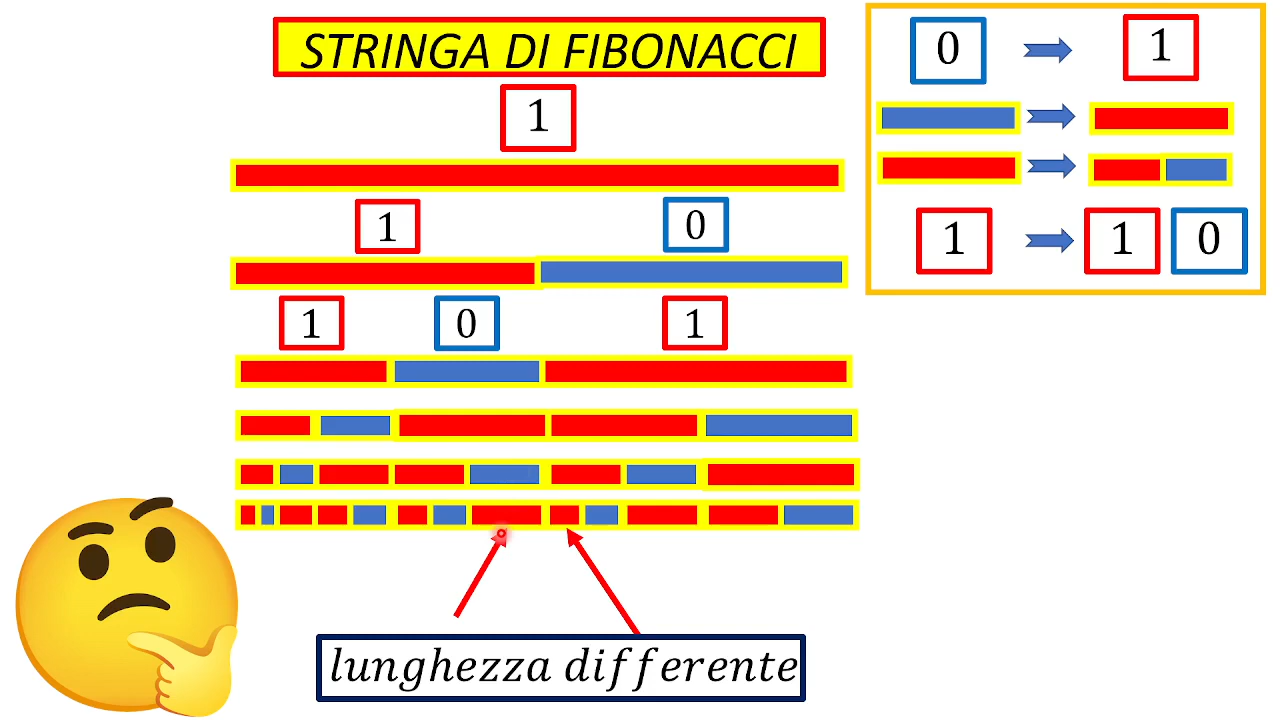 STRINGA DI FIBONACCI
1
1 0
1 0 1
0 1
1 1 0
lunghezza differente